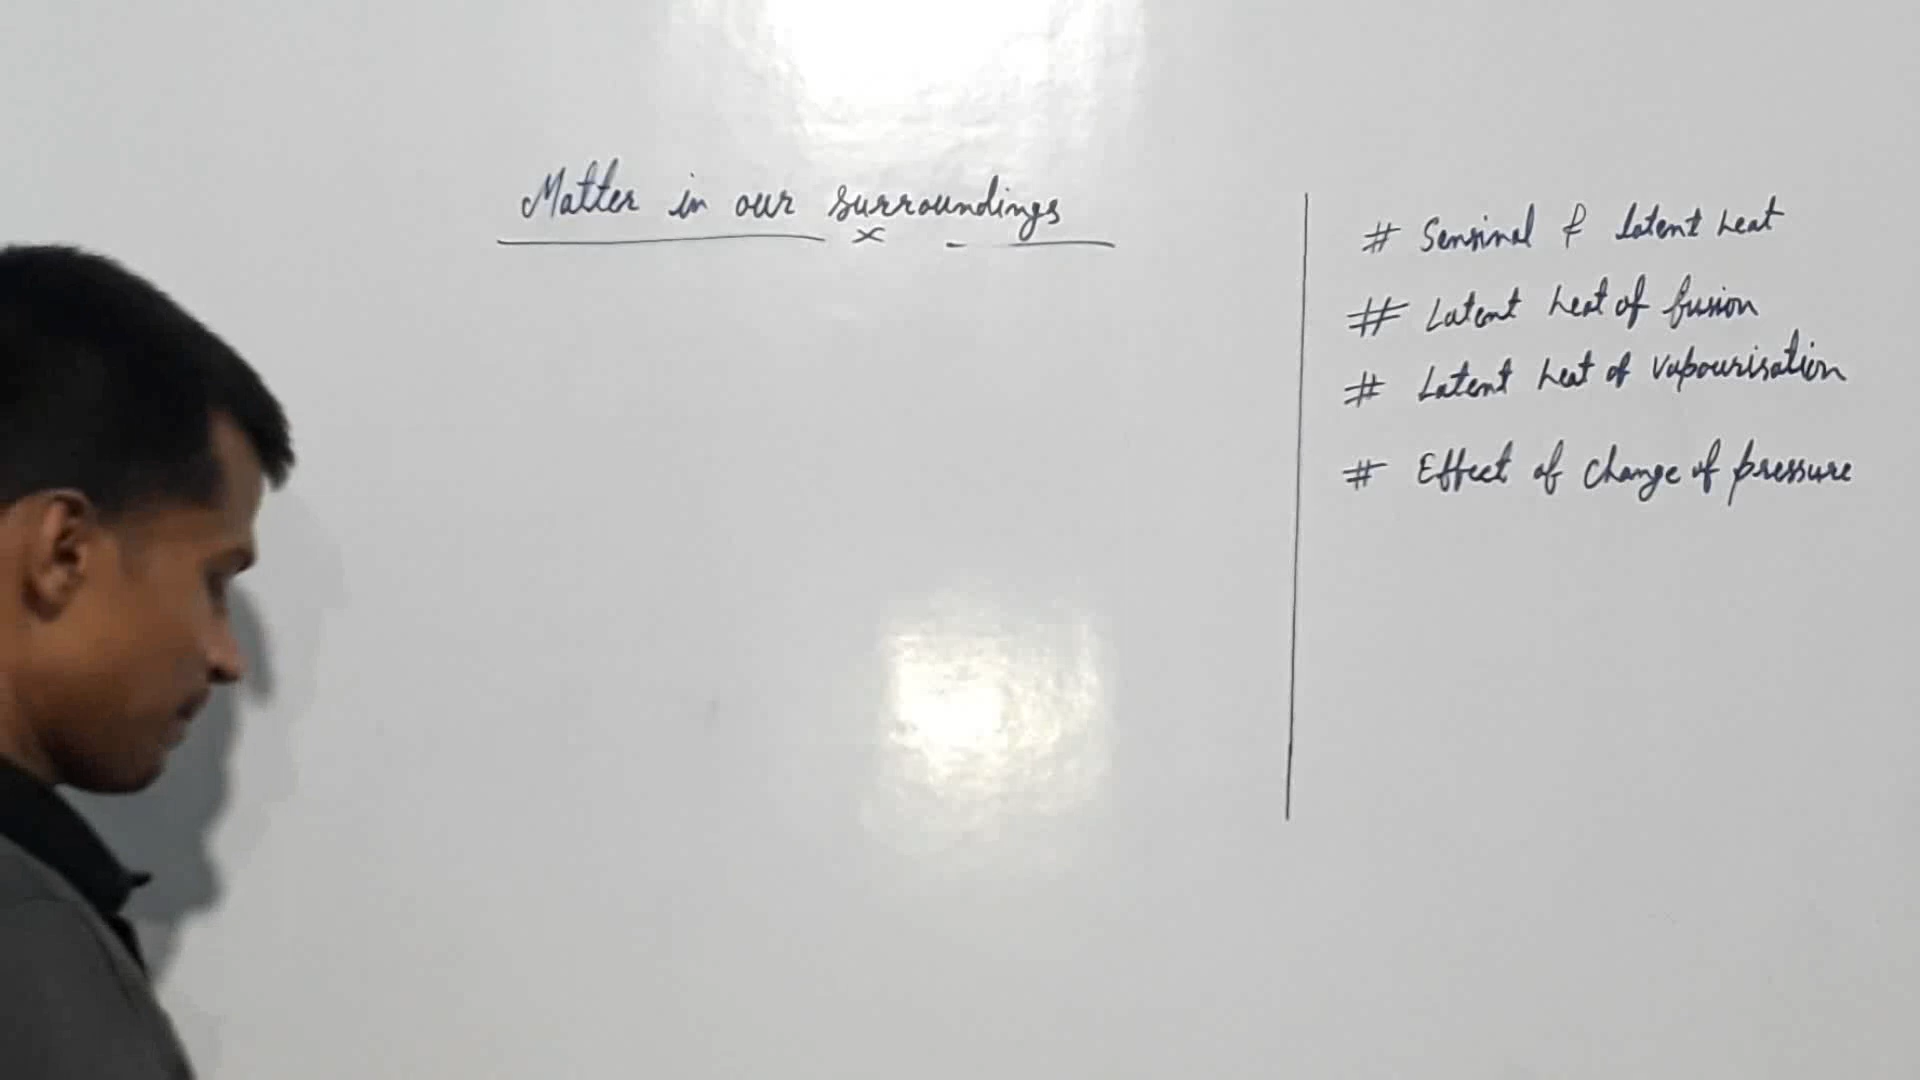 Matter in our surroundings
# Sensinal & latent heat
# Latent heat of fusion
# Latent heat of vapourisation
# Effect of change of pressure